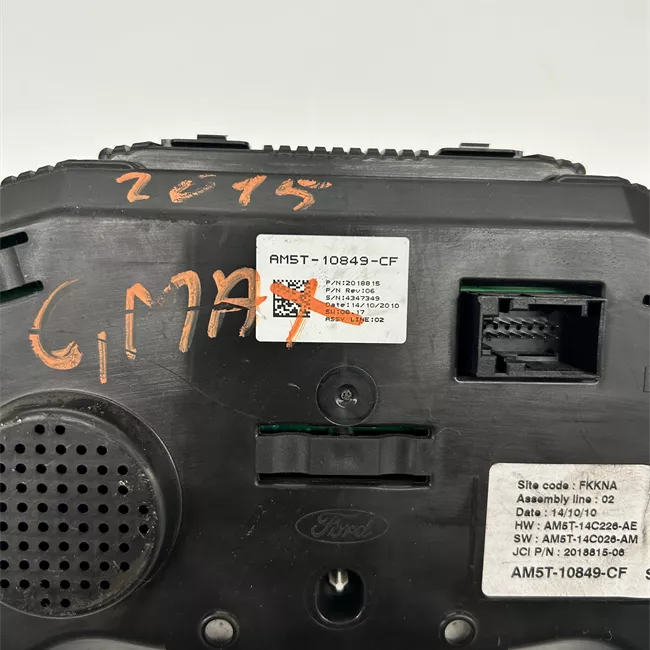 2015
C,MAX
AM5T-10849-CF
P/N:2018815
P/N Rev:06
S/N:4347349
Date:14/10/2010
SW:08.17
ASSY LINE:02
Ford
Site code : FKKNA
Assembly line : 02
Date : 14/10/10
HW : AM5T-14C226-AE
SW : AM5T-14C026-AM
JCI P/N : 2018815-06
AM5T-10849-CF S